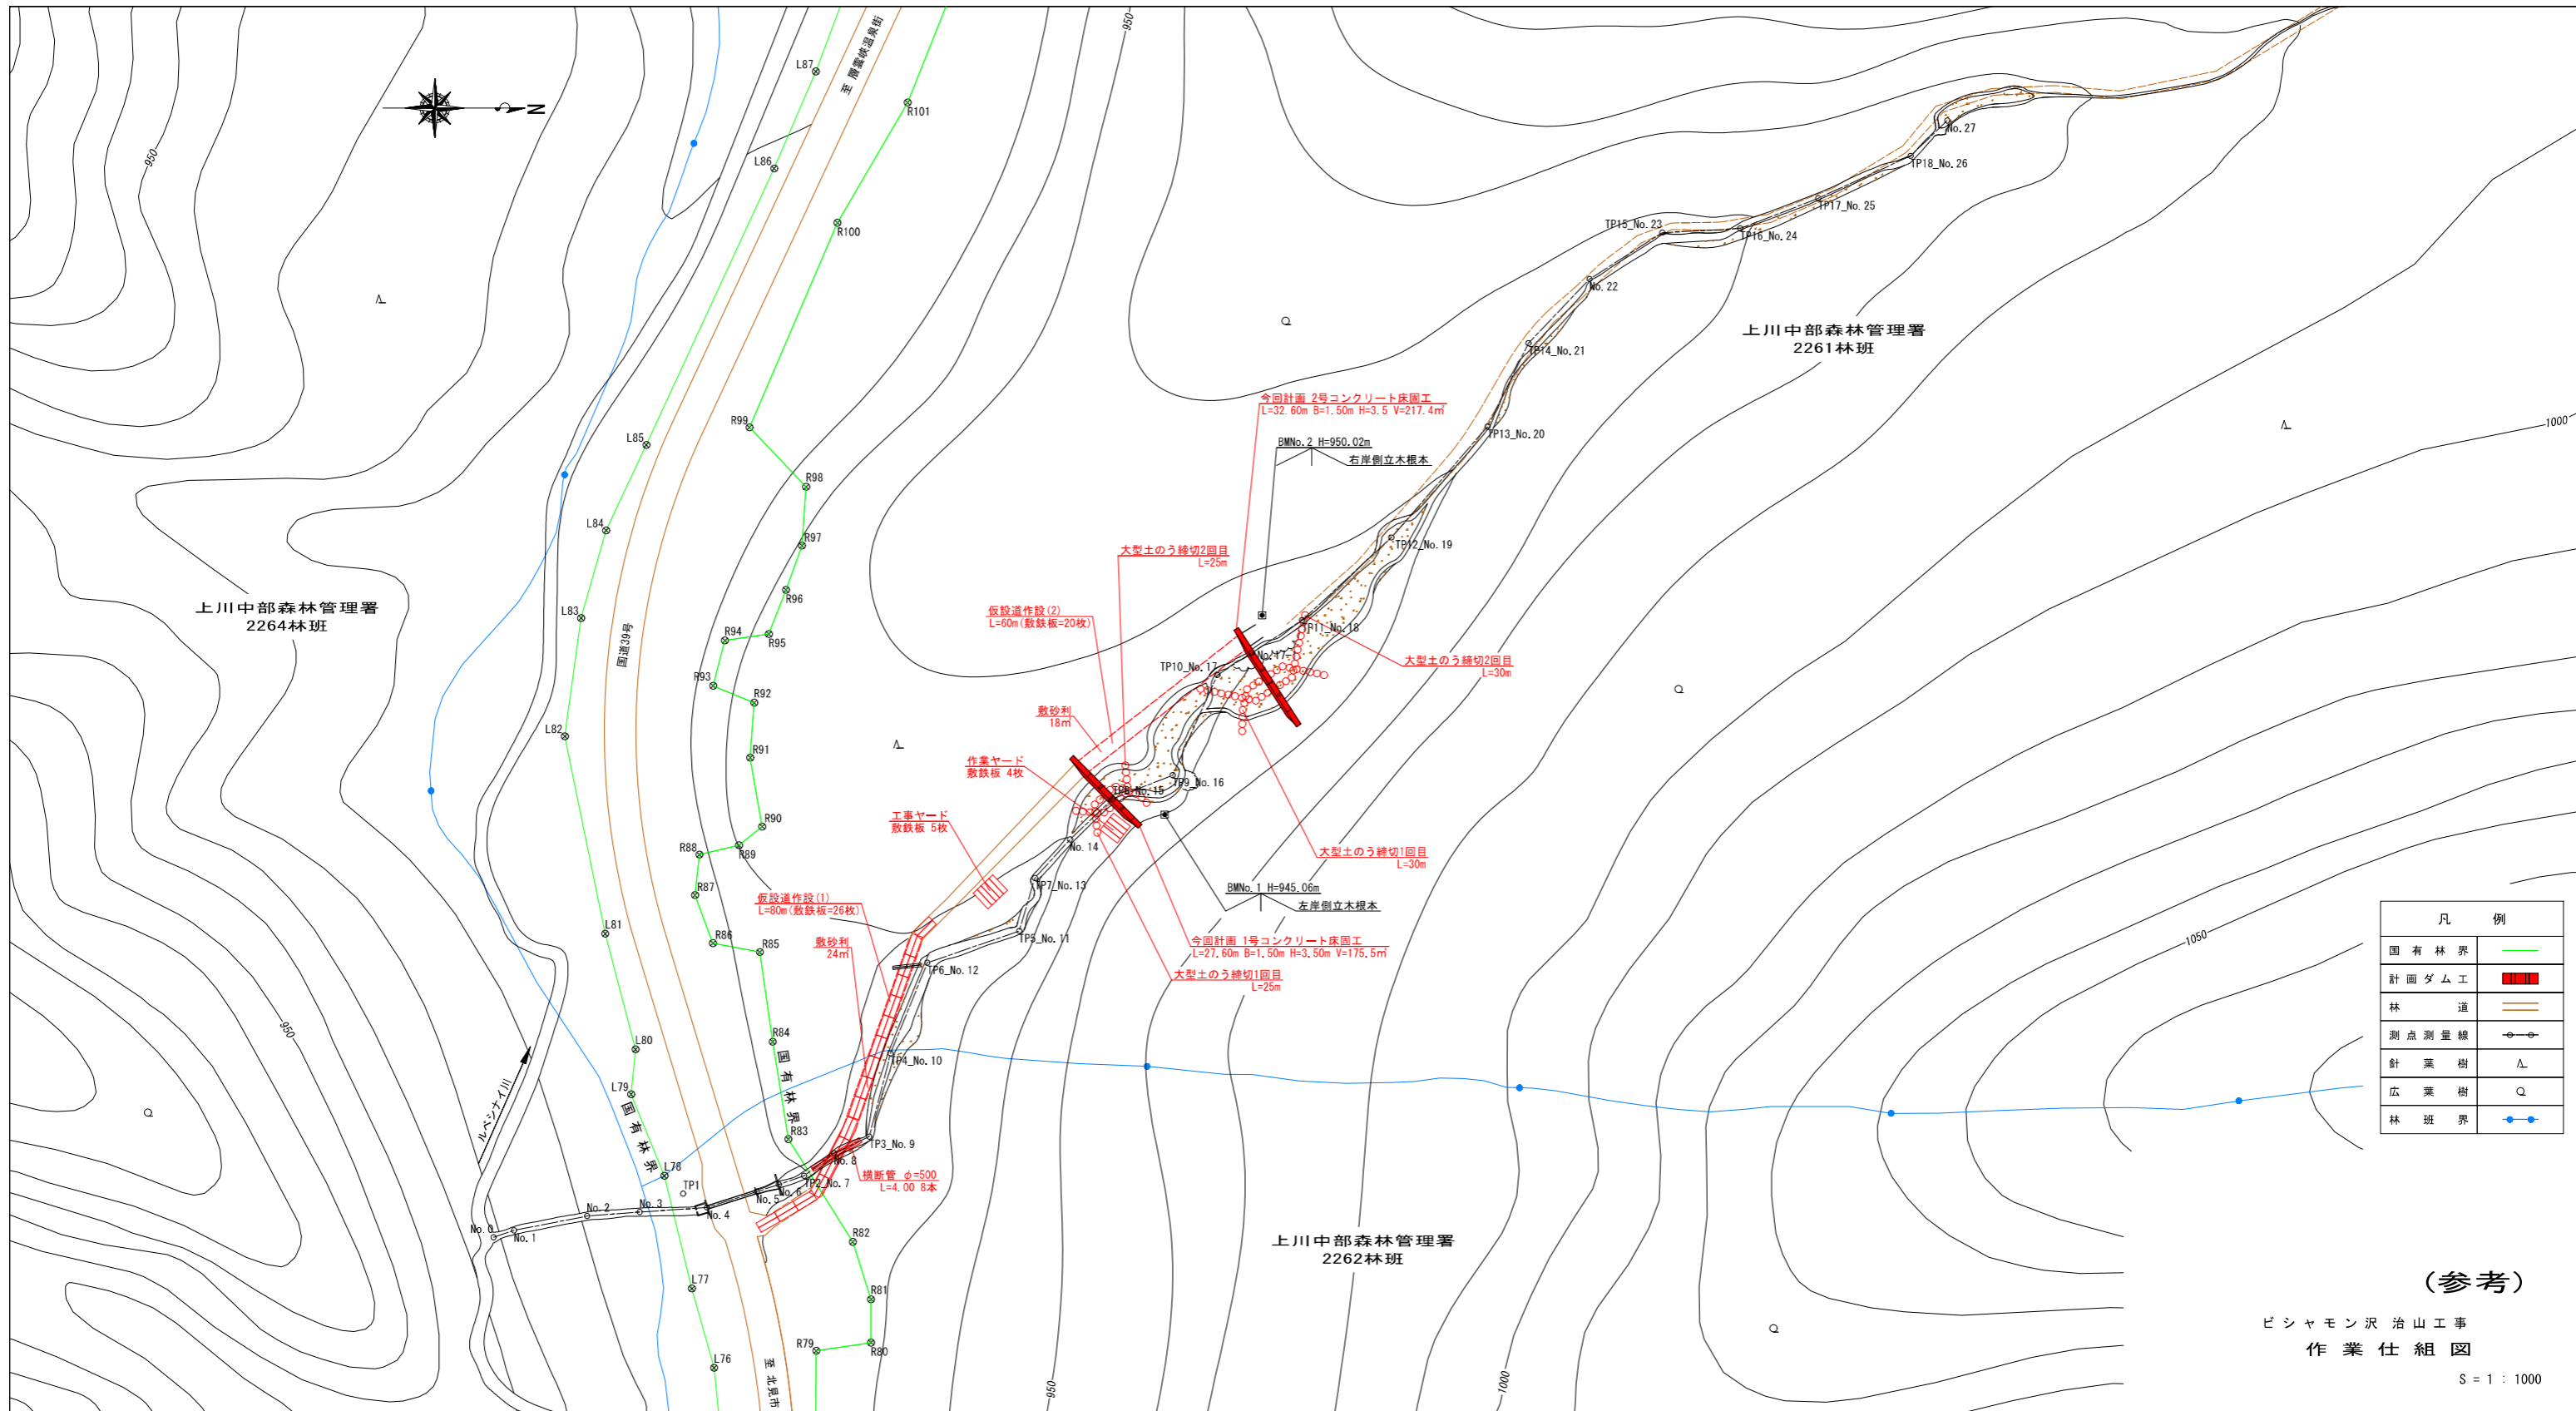 N
950
950
至 層雲峡温泉街
L87
R101
L86
R100
R99
L85
R98
L84
R97
R96
L83
R95
R94
国道39号
R93
R92
L82
R91
R90
R89
R88
R87
R86
R85
L81
R84
L80
L79
国有林界
国有林界
R83
L78
TP1
ルベシナイ川
No.0
No.1
No.2
No.3
No.4
No.5
No.6
TP2_No.7
No.8
TP3_No.9
TP4_No.10
TP6_No.12
TP5_No.11
TP7_No.13
No.14
TP8_No.15
TP9_No.16
TP10_No.17
No.17-1
TP11_No.18
TP12_No.19
TP13_No.20
TP14_No.21
No.22
TP15_No.23
TP16_No.24
TP17_No.25
TP18_No.26
No.27
R82
R81
R80
R79
L77
L76
至 北見市
上川中部森林管理署
2264林班
上川中部森林管理署
2261林班
上川中部森林管理署
2262林班
今回計画 2号コンクリート床固工
L=32.60m B=1.50m H=3.5 V=217.4㎥
BMNo.2 H=950.02m
右岸側立木根本
大型土のう締切2回目
L=25m
仮設道作設(2)
L=60m(敷鉄板=20枚)
大型土のう締切2回目
L=30m
敷砂利
18㎥
作業ヤード
敷鉄板 4枚
工事ヤード
敷鉄板 5枚
大型土のう締切1回目
L=30m
BMNo.1 H=945.06m
左岸側立木根本
仮設道作設(1)
L=80m(敷鉄板=26枚)
敷砂利
24㎥
今回計画 1号コンクリート床固工
L=27.60m B=1.50m H=3.50m V=175.5㎥
大型土のう締切1回目
L=25m
横断管 φ=500
L=4.00 8本
950
950
1000
1000
1050
凡 例
国有林界
計画ダム工
林 道
測点測量線
針葉樹
広葉樹
林班界
(参考)
ビシャモン沢 治山工事
作業仕組図
S = 1 : 1000